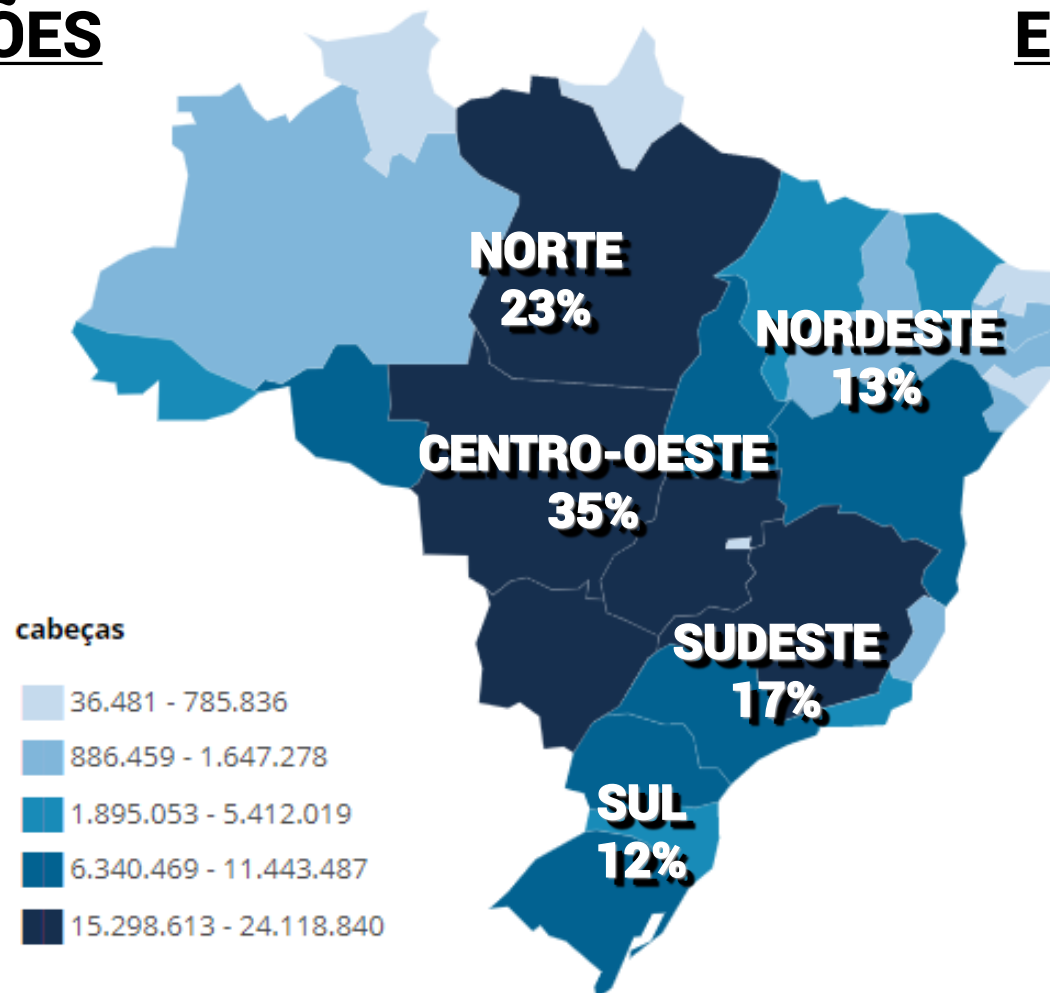 ÕES
E
NORTE
23%
NORDESTE
13%
CENTRO-OESTE
35%
SUDESTE
17%
SUL
12%
cabeças
36.481 - 785.836
886.459 - 1.647.278
1.895.053 - 5.412.019
6.340.469 - 11.443.487
15.298.613 - 24.118.840